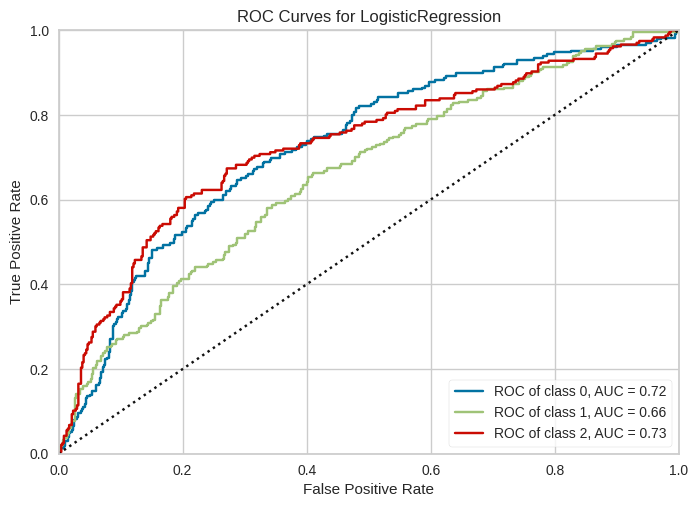 ROC Curves for LogisticRegression
True Positive Rate
1.0
0.8
0.6
0.4
0.2
0.0
ROC of class 0, AUC = 0.72
ROC of class 1, AUC = 0.66
ROC of class 2, AUC = 0.73
0.0 0.2 0.4 0.6 0.8 1.0
False Positive Rate